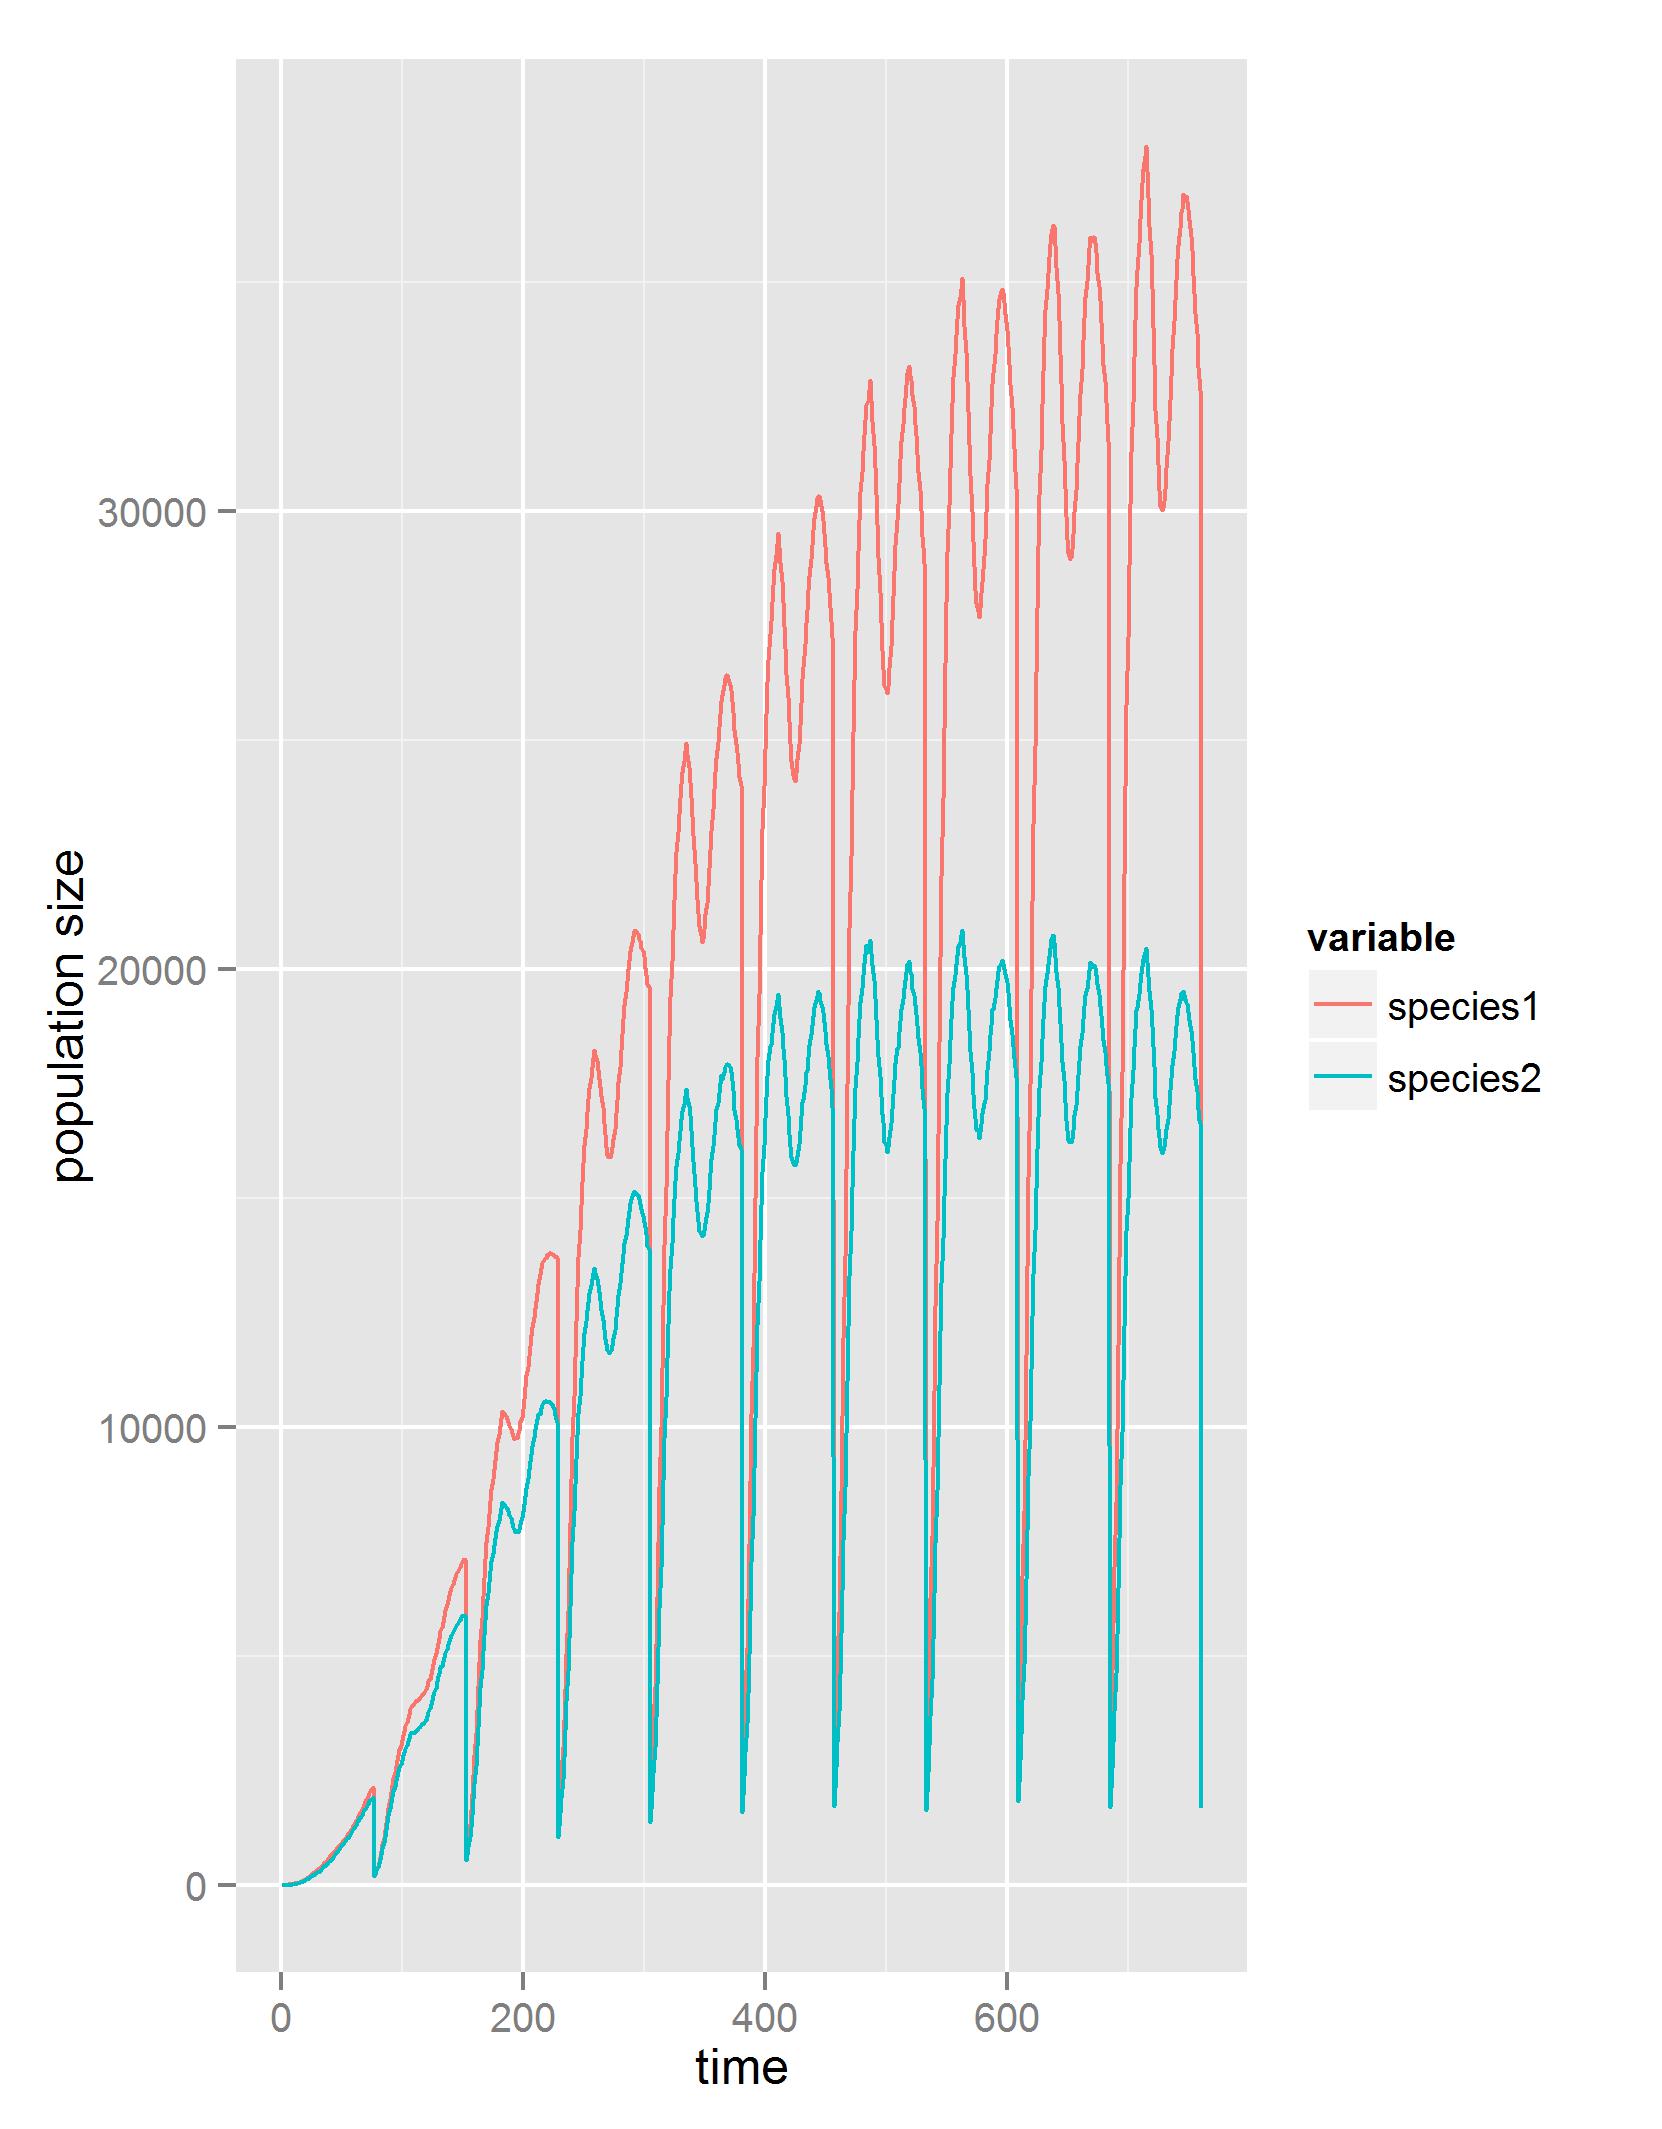 population size
30000
20000
10000
0
0 200 400 600
time
variable
species1
species2